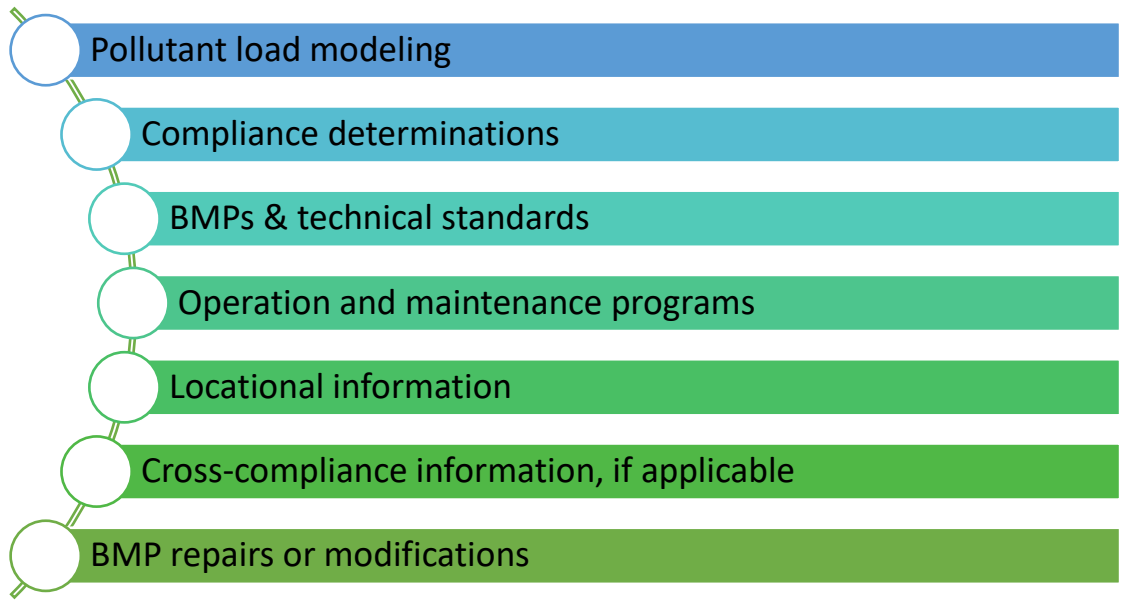 Pollutant load modeling
Compliance determinations
BMPs & technical standards
Operation and maintenance programs
Locational information
Cross-compliance information, if applicable
BMP repairs or modifications